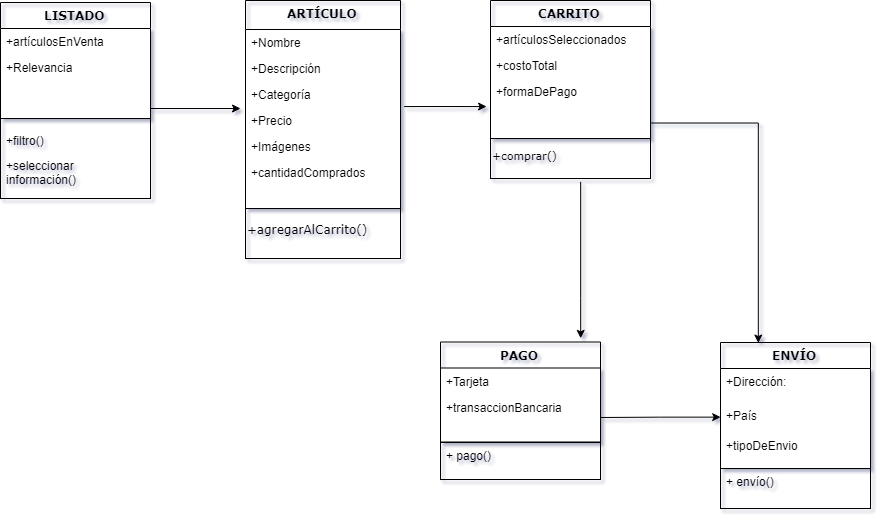 LISTADO
+artículosEnVenta
+Relevancia
+filtro()
+seleccionar
información()
ARTÍCULO
+Nombre
+Descripción
+Categoría
+Precio
+Imágenes
+cantidadComprados
+agregarAlCarrito()
CARRITO
+artículosSeleccionados
+costoTotal
+formaDePago
+comprar()
PAGO
+Tarjeta
+transaccionBancaria
+ pago()
ENVÍO
+Dirección:
+País
+tipoDeEnvio
+ envío()